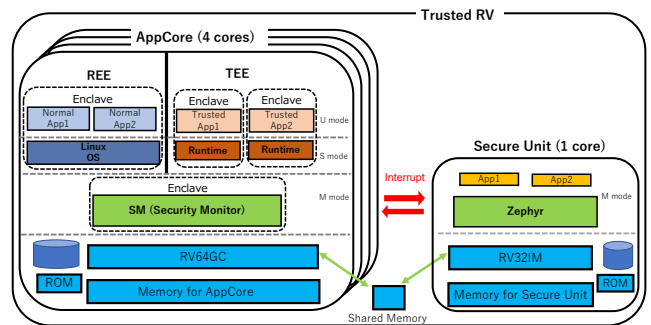 Trusted RV
AppCore (4 cores)
REE
TEE
Enclave
Normal
App1
Normal
App2
Enclave
Trusted
App1
Enclave
Trusted
App2
U mode
Linux
OS
Runtime
Runtime
S mode
Enclave
SM (Security Monitor)
M mode
RV64GC
ROM
Memory for AppCore
Interrupt
Shared Memory
Secure Unit (1 core)
App1
App2
M mode
Zephyr
RV32IM
ROM
Memory for Secure Unit